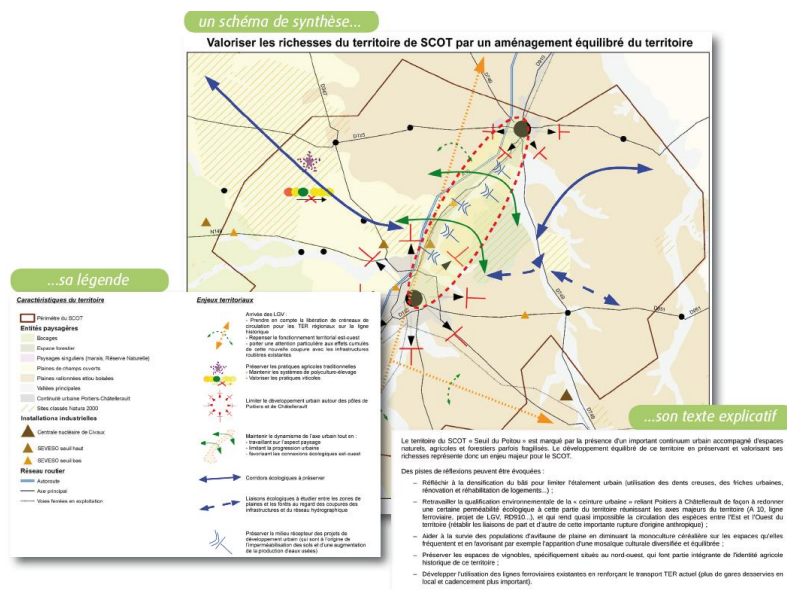 un schéma de synthèse...
Valoriser les richesses du territoire de SCOT par un aménagement équilibré du territoire
D347
D746
D910
D725
N149
D749
D951
D951
D748
...sa légende
Caractéristiques du territoire
Périmètre du SCOT
Entités paysagères
Bocages
Espace forestier
Paysages singuliers (marais, Réserve Naturelle)
Plaines de champs ouverts
Plaines vallonnées et/ou boisées
Vallées principales
Continuité urbaine Poitiers-Châtellerault
Sites classés Natura 2000
Installations industrielles
Centrale nucléaire de Civaux
SEVESO seuil haut
SEVESO seuil bas
Réseau routier
Autoroute
Axe principal
Voies ferrées en exploitation
Enjeux territoriaux
Arrivée des LGV :
- Prendre en compte la libération de créneaux de
circulation pour les TER régionaux sur la ligne
historique
- Repenser le fonctionnement territorial est-ouest
- porter une attention particulière aux effets cumulés
de cette nouvelle coupure avec les infrastructures
routières existantes
Préserver les pratiques agricoles traditionnelles
- Maintenir les systèmes de polyculture-élevage
- Valoriser les pratiques viticoles
Limiter le développement urbain autour des pôles de
Poitiers et de Châtellerault
Maintenir le dynamisme de l'axe urbain tout en :
- travaillant sur l'aspect paysage
- limitant la progression urbaine
- favorisant les connexions écologiques est-ouest
Corridors écologiques à préserver
Liaisons écologiques à étudier entre les zones de
plaines et les forêts au regard des coupures des
infrastructures et du réseau hydrographique
Préserver le milieu récepteur des projets de
développement urbain (qui sont à l'origine de
l'imperméabilisation des sols et d'une augmentation
de la production d'eaux usées)
...son texte explicatif
Le territoire du SCOT « Seuil du Poitou » est marqué par la présence d'un important continuum urbain accompagné d'espaces
naturels, agricoles et forestiers parfois fragilisés. Le développement équilibré de ce territoire en préservant et valorisant ses
richesses représente donc un enjeu majeur pour le SCOT.
Des pistes de réflexions peuvent être évoquées :
– Réfléchir à la densification du bâti pour limiter l'étalement urbain (utilisation des dents creuses, des friches urbaines,
rénovation et réhabilitation de logements...) ;
– Retravailler la qualification environnementale de la « ceinture urbaine » reliant Poitiers à Châtellerault de façon à redonner
une certaine perméabilité écologique à cette partie du territoire réunissant les axes majeurs du territoire (A 10, ligne
ferroviaire, projet de LGV, RD910...), et qui rend quasi impossible la circulation des espèces entre l'Est et l'Ouest du
territoire (rétablir les liaisons de part et d'autre de cette importante rupture d'origine anthropique) ;
– Aider à la survie des populations d'avifaune de plaine en diminuant la monoculture céréalière sur les espaces qu'elles
fréquentent et en favorisant par exemple l'apparition d'une mosaïque culturale diversifiée et équilibrée ;
– Préserver les espaces de vignobles, spécifiquement situés au nord-ouest, qui font partie intégrante de l'identité agricole
historique de ce territoire ;
– Développer l'utilisation des lignes ferroviaires existantes en renforçant le transport TER actuel (plus de gares desservies en
local et cadencement plus important).